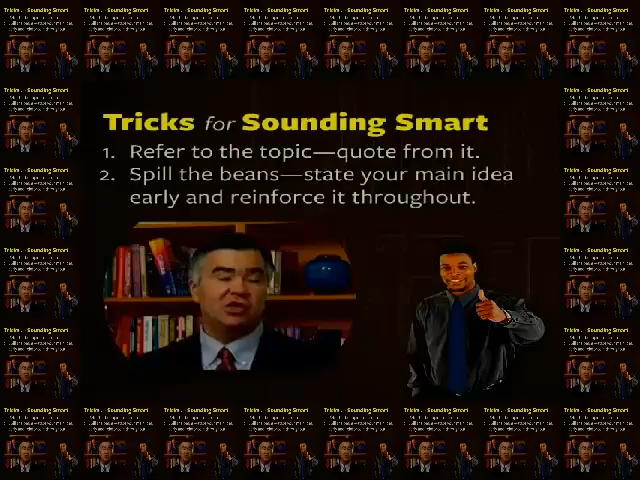 Tricks for Sounding Smart
1. Refer to the topic—quote from it.
2. Spill the beans—state your main idea
early and reinforce it throughout.